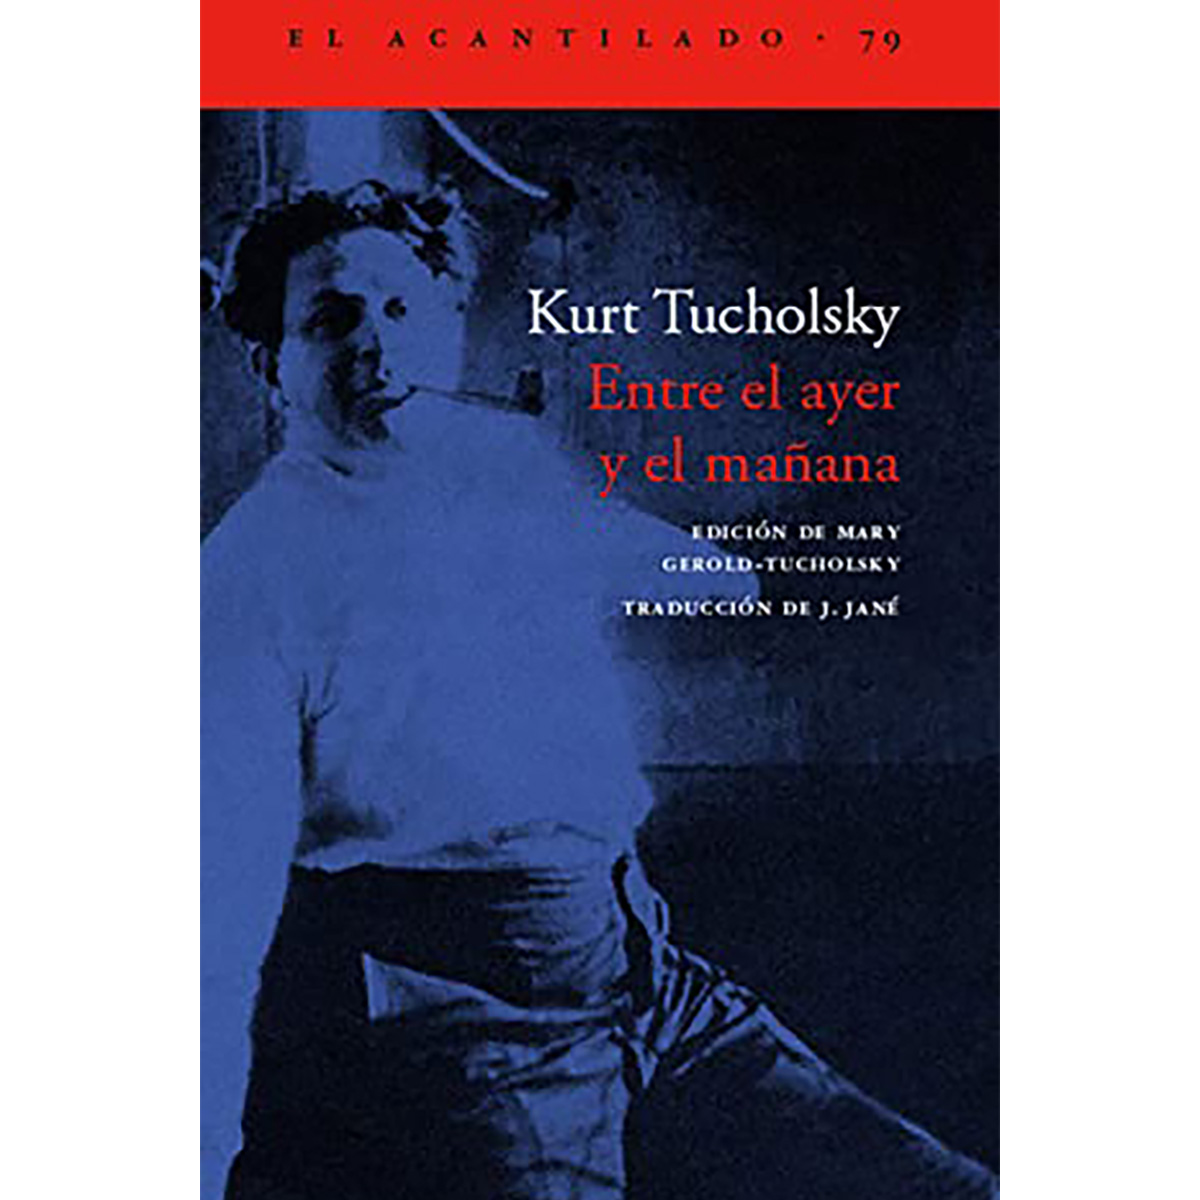 EL ACANTILADO · 79
Kurt Tucholsky
Entre el ayer
y el mañana
EDICIÓN DE MARY
GEROLD-TUCHOLSKY
TRADUCCIÓN DE J. JANÉ